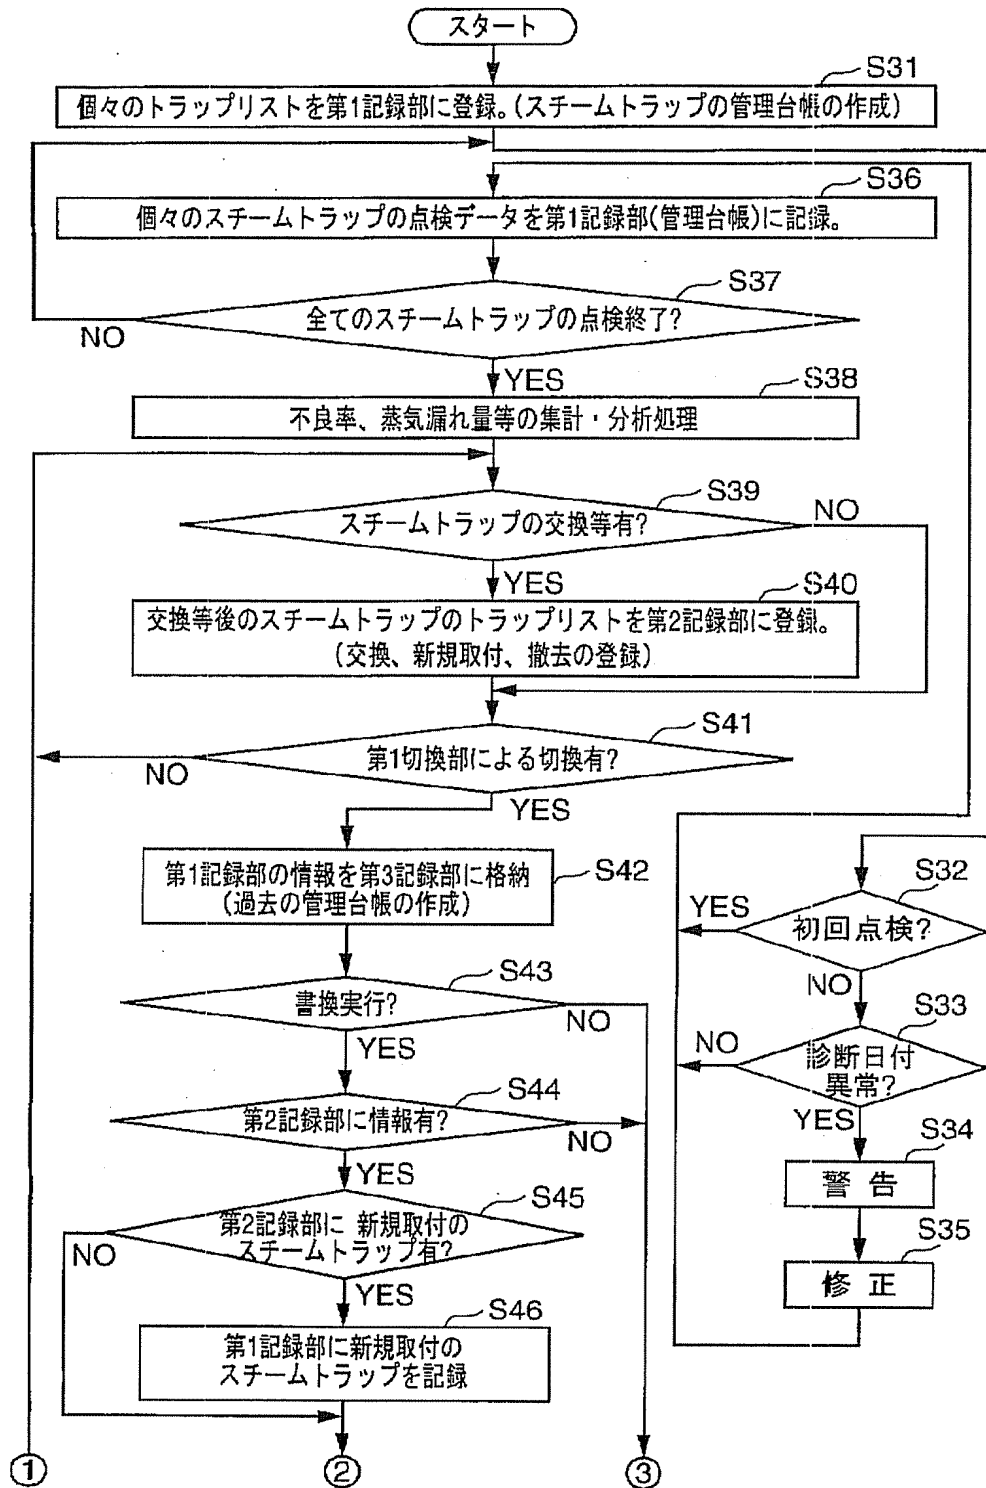 スタート
S31
個々のトラップリストを第1記録部に登録。(スチームトラップの管理台帳の作成)
S36
個々のスチームトラップの点検データを第1記録部(管理台帳)に記録。
S37
全てのスチームトラップの点検終了?
NO
YES
S38
不良率、蒸気漏れ量等の集計・分析処理
S39
スチームトラップの交換等有?
NO
YES
S40
交換等後のスチームトラップのトラップリストを第2記録部に登録。
(交換、新規取付、撤去の登録)
S41
第1切換部による切換有?
NO
YES
第1記録部の情報を第3記録部に格納
(過去の管理台帳の作成)
S42
S43
書換実行?
NO
YES
S44
第2記録部に情報有?
NO
YES
S45
第2記録部に 新規取付の
スチームトラップ有?
NO
YES
S46
第1記録部に新規取付の
スチームトラップを記録
S32
YES
初回点検?
NO
S33
NO
診断日付
異常?
YES
S34
警告
S35
修正
①
②
③